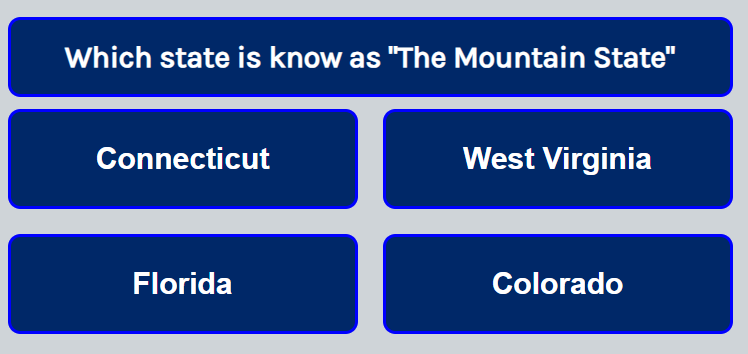 Which state is know as "The Mountain State"
Connecticut
West Virginia
Florida
Colorado